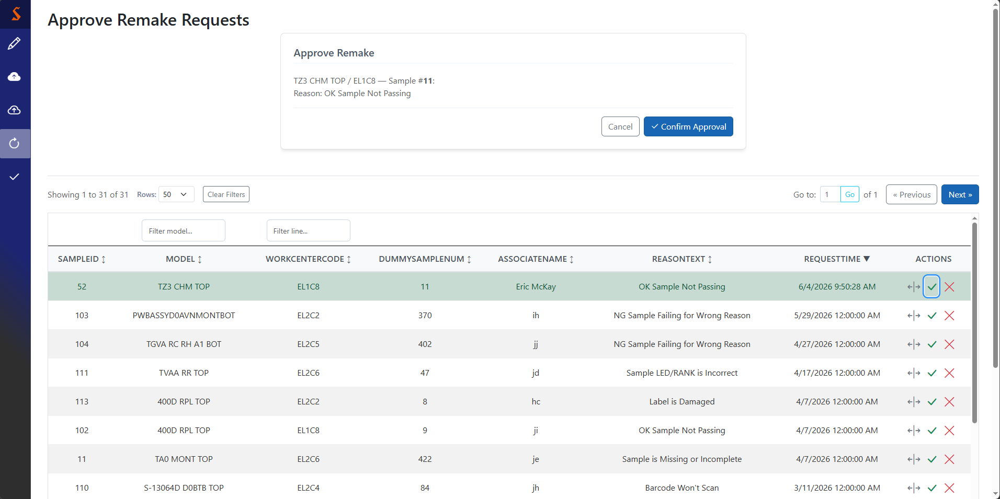 Approve Remake Requests
Approve Remake
TZ3 CHM TOP / EL1C8 — Sample #11:
Reason: OK Sample Not Passing
Cancel
Confirm Approval
Showing 1 to 31 of 31 Rows: 50 Clear Filters Go to: 1 Go of 1 « Previous Next »
Filter model... Filter line...
SAMPLEID MODEL WORKCENTERCODE DUMMYSAMPLENUM ASSOCIATENAME REASONTEXT REQUESTTIME ACTIONS
52 TZ3 CHM TOP EL1C8 11 Eric McKay OK Sample Not Passing 6/4/2026 9:50:28 AM
103 PWBASSYD0AVNMONTBOT EL2C2 370 ih NG Sample Failing for Wrong Reason 5/29/2026 12:00:00 AM
104 TGVA RC RH A1 BOT EL2C5 402 jj NG Sample Failing for Wrong Reason 4/27/2026 12:00:00 AM
111 TVAA RR TOP EL2C6 47 jd Sample LED/RANK is Incorrect 4/17/2026 12:00:00 AM
113 400D RPL TOP EL2C2 8 hc Label is Damaged 4/7/2026 12:00:00 AM
102 400D RPL TOP EL1C8 9 ji OK Sample Not Passing 4/7/2026 12:00:00 AM
11 TA0 MONT TOP EL2C6 422 je Sample is Missing or Incomplete 4/7/2026 12:00:00 AM
110 S-13064D D0BTB TOP EL2C4 84 jh Barcode Won't Scan 3/11/2026 12:00:00 AM